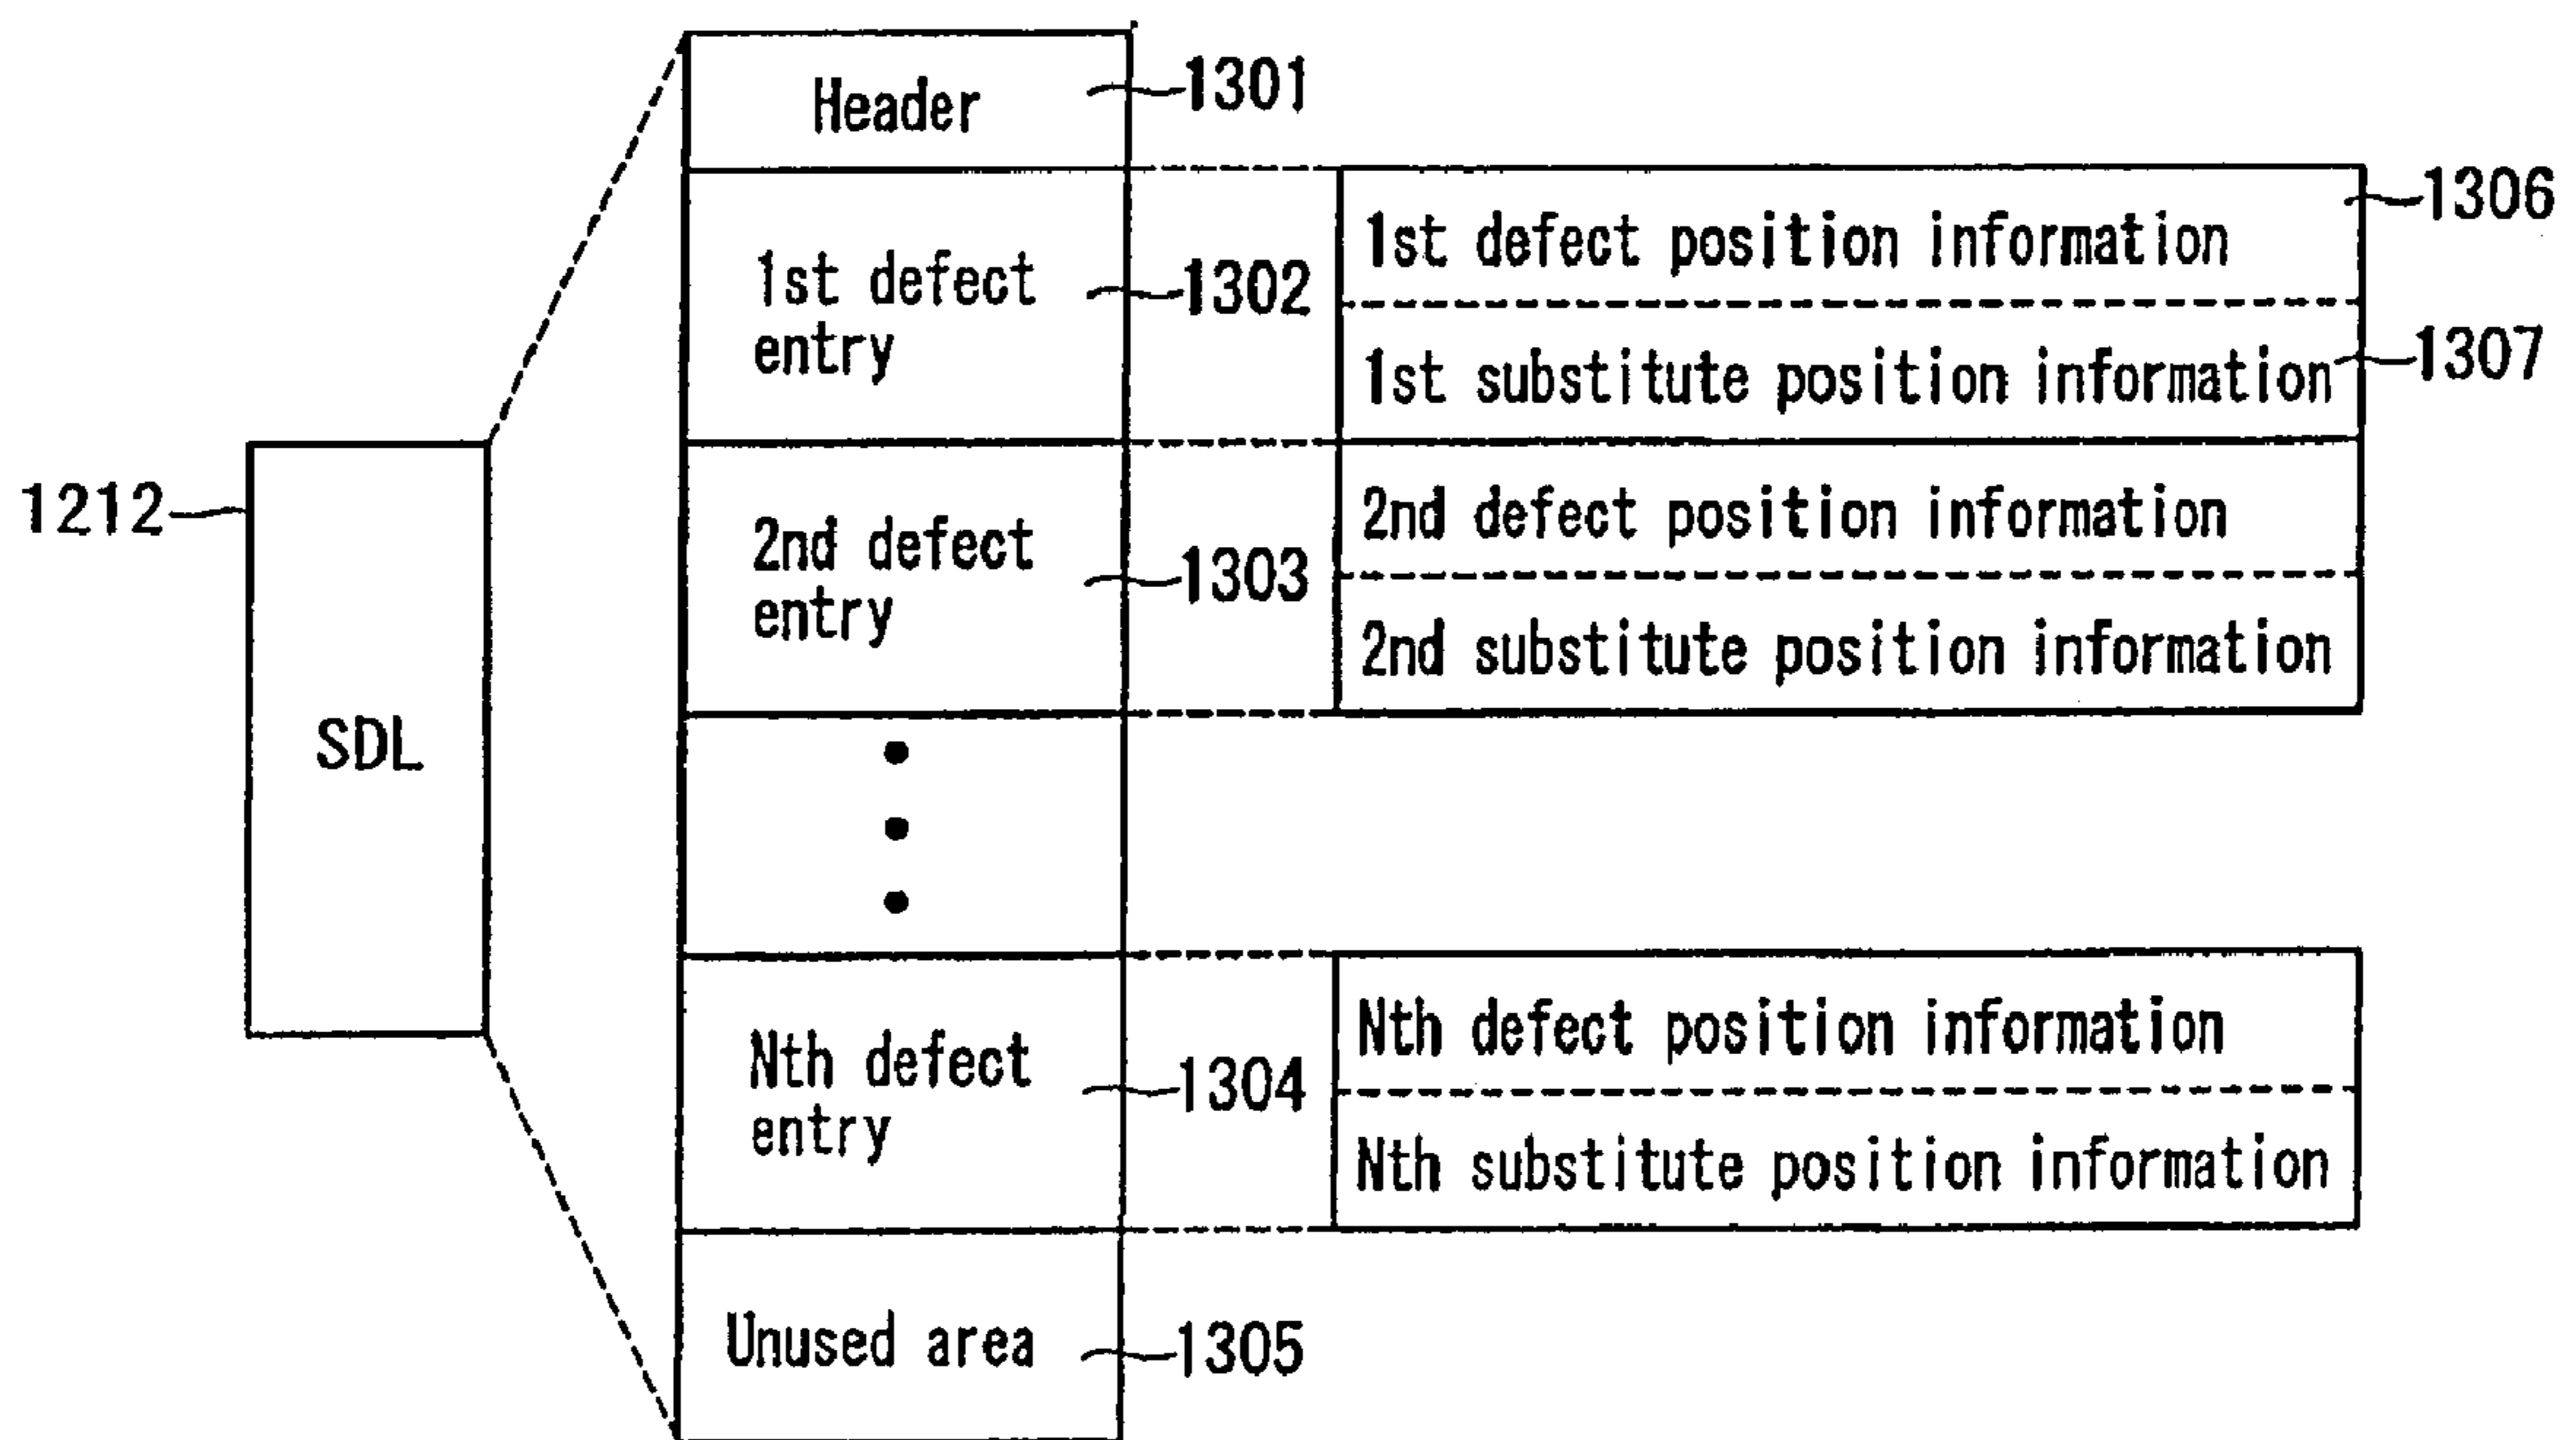 Header
1301
1st defect
entry
1302
1st defect position information
1306
1st substitute position information
1307
1212
SDL
2nd defect
entry
1303
2nd defect position information
2nd substitute position information
Nth defect
entry
1304
Nth defect position information
Nth substitute position information
Unused area
1305